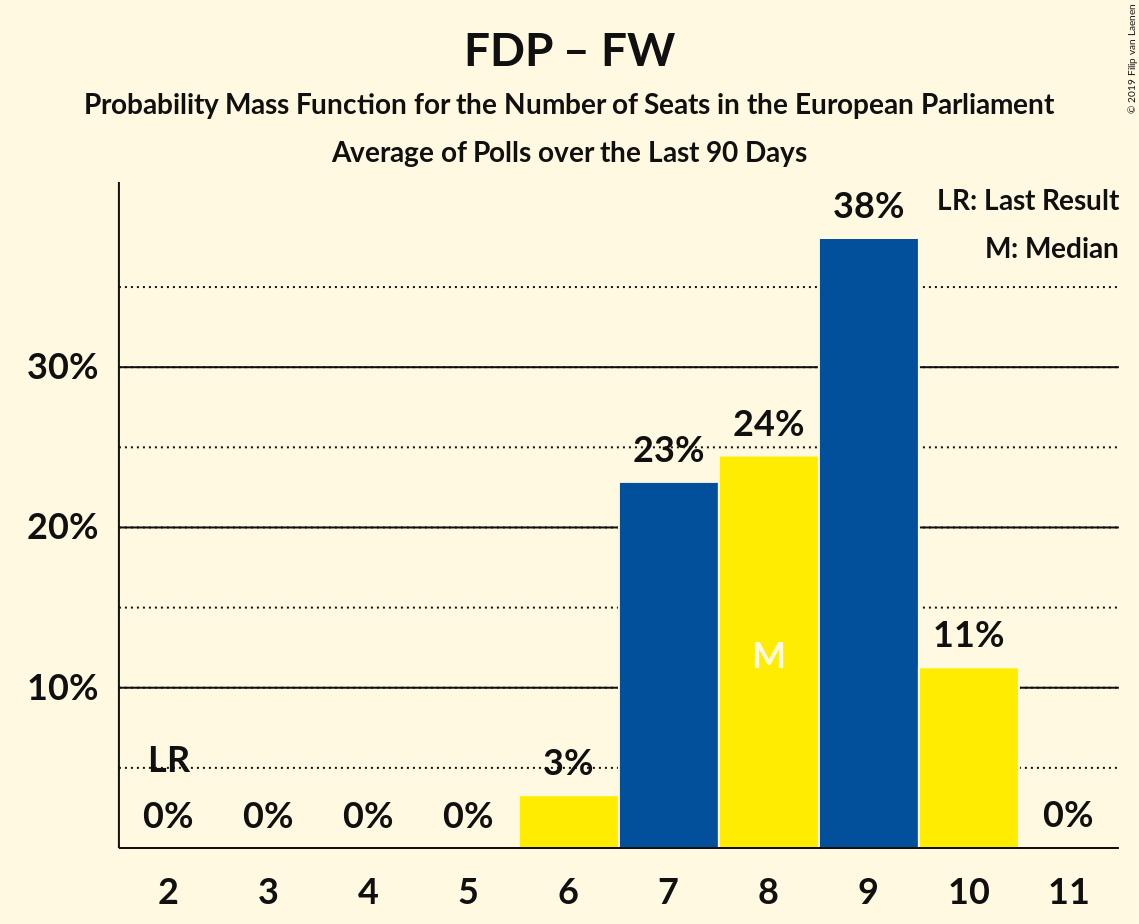 FDP – FW
Probability Mass Function for the Number of Seats in the European Parliament
Average of Polls over the Last 90 Days
© 2019 Filip van Laenen
LR: Last Result
M: Median
38%
30%
24%
23%
20%
M
11%
10%
LR
3%
0% 0% 0% 0% 0%
2 3 4 5 6 7 8 9 10 11